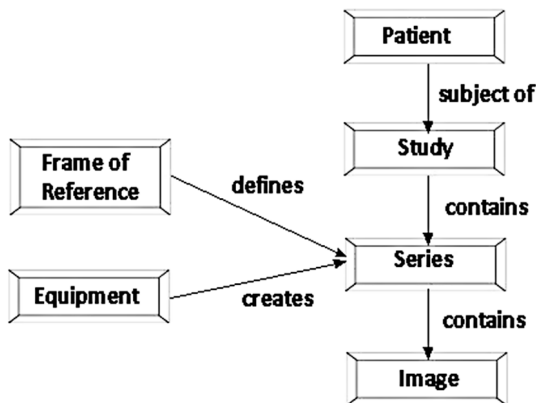 Patient
subject of
Study
Frame of
Reference
defines
contains
Series
Equipment
creates
contains
Image